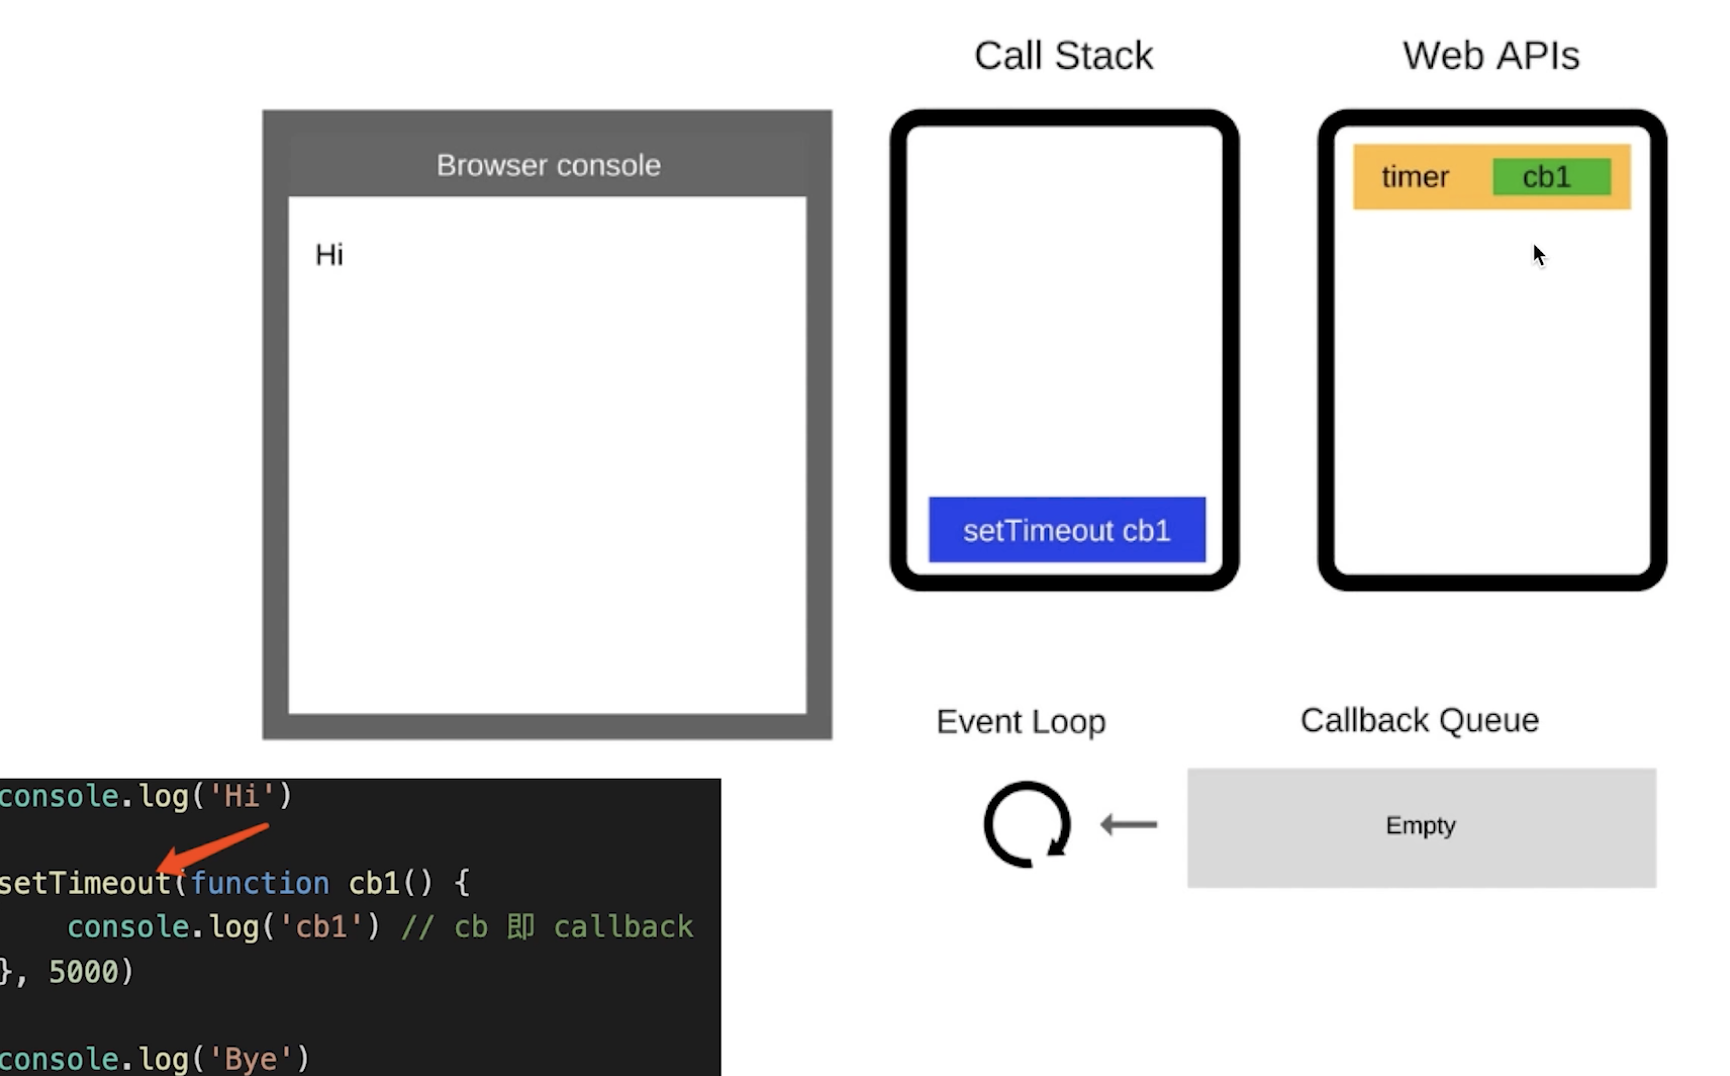 Call Stack
Web APIs
Browser console
timer
cb1
Hi
setTimeout cb1
Event Loop
Callback Queue
Empty
console.log('Hi')
setTimeout(function cb1() {
    console.log('cb1') // cb 即 callback
}, 5000)
console.log('Bye')